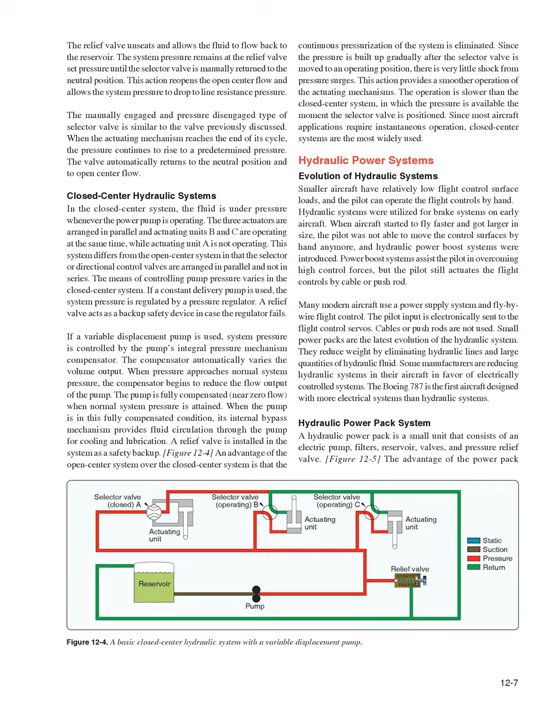 The relief valve unseats and allows the fluid to flow back to
the reservoir. The system pressure remains at the relief valve
set pressure until the selector valve is manually returned to the
neutral position. This action reopens the open center flow and
allows the system pressure to drop to line resistance pressure.
The manually engaged and pressure disengaged type of
selector valve is similar to the valve previously discussed.
When the actuating mechanism reaches the end of its cycle,
the pressure continues to rise to a predetermined pressure.
The valve automatically returns to the neutral position and
to open center flow.
Closed-Center Hydraulic Systems
In the closed-center system, the fluid is under pressure
whenever the power pump is operating. The three actuators are
arranged in parallel and actuating units B and C are operating
at the same time, while actuating unit A is not operating. This
system differs from the open-center system in that the selector
or directional control valves are arranged in parallel and not in
series. The means of controlling pump pressure varies in the
closed-center system. If a constant delivery pump is used, the
system pressure is regulated by a pressure regulator. A relief
valve acts as a backup safety device in case the regulator fails.
If a variable displacement pump is used, system pressure
is controlled by the pump's integral pressure mechanism
compensator. The compensator automatically varies the
volume output. When pressure approaches normal system
pressure, the compensator begins to reduce the flow output
of the pump. The pump is fully compensated (near zero flow)
when normal system pressure is attained. When the pump
is in this fully compensated condition, its internal bypass
mechanism provides fluid circulation through the pump
for cooling and lubrication. A relief valve is installed in the
system as a safety backup. [Figure 12-4] An advantage of the
open-center system over the closed-center system is that the
continuous pressurization of the system is eliminated. Since
the pressure is built up gradually after the selector valve is
moved to an operating position, there is very little shock from
pressure surges. This action provides a smoother operation of
the actuating mechanisms. The operation is slower than the
closed-center system, in which the pressure is available the
moment the selector valve is positioned. Since most aircraft
applications require instantaneous operation, closed-center
systems are the most widely used.
Hydraulic Power Systems
Evolution of Hydraulic Systems
Smaller aircraft have relatively low flight control surface
loads, and the pilot can operate the flight controls by hand.
Hydraulic systems were utilized for brake systems on early
aircraft. When aircraft started to fly faster and got larger in
size, the pilot was not able to move the control surfaces by
hand anymore, and hydraulic power boost systems were
introduced. Power boost systems assist the pilot in overcoming
high control forces, but the pilot still actuates the flight
controls by cable or push rod.
Many modern aircraft use a power supply system and fly-by-
wire flight control. The pilot input is electronically sent to the
flight control servos. Cables or push rods are not used. Small
power packs are the latest evolution of the hydraulic system.
They reduce weight by eliminating hydraulic lines and large
quantities of hydraulic fluid. Some manufacturers are reducing
hydraulic systems in their aircraft in favor of electrically
controlled systems. The Boeing 787 is the first aircraft designed
with more electrical systems than hydraulic systems.
Hydraulic Power Pack System
A hydraulic power pack is a small unit that consists of an
electric pump, filters, reservoir, valves, and pressure relief
valve. [Figure 12-5] The advantage of the power pack
Selector valve
(closed) A
Selector valve
(operating) B
Selector valve
(operating) C
Actuating
unit
Actuating
unit
Actuating
unit
Static
Suction
Pressure
Return
Relief valve
Reservoir
Pump
Figure 12-4. A basic closed-center hydraulic system with a variable displacement pump.
12-7